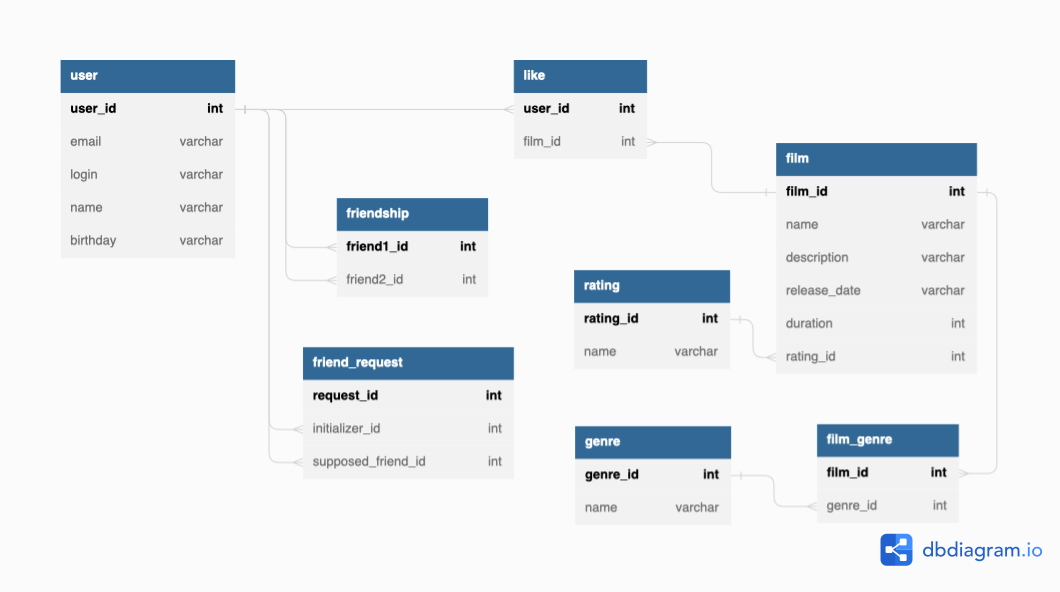 user
user_id int
email varchar
login varchar
name varchar
birthday varchar
like
user_id int
film_id int
friendship
friend1_id int
friend2_id int
friend_request
request_id int
initializer_id int
supposed_friend_id int
film
film_id int
name varchar
description varchar
release_date varchar
duration int
rating_id int
rating
rating_id int
name varchar
genre
genre_id int
name varchar
film_genre
film_id int
genre_id int
dbdiagram.io